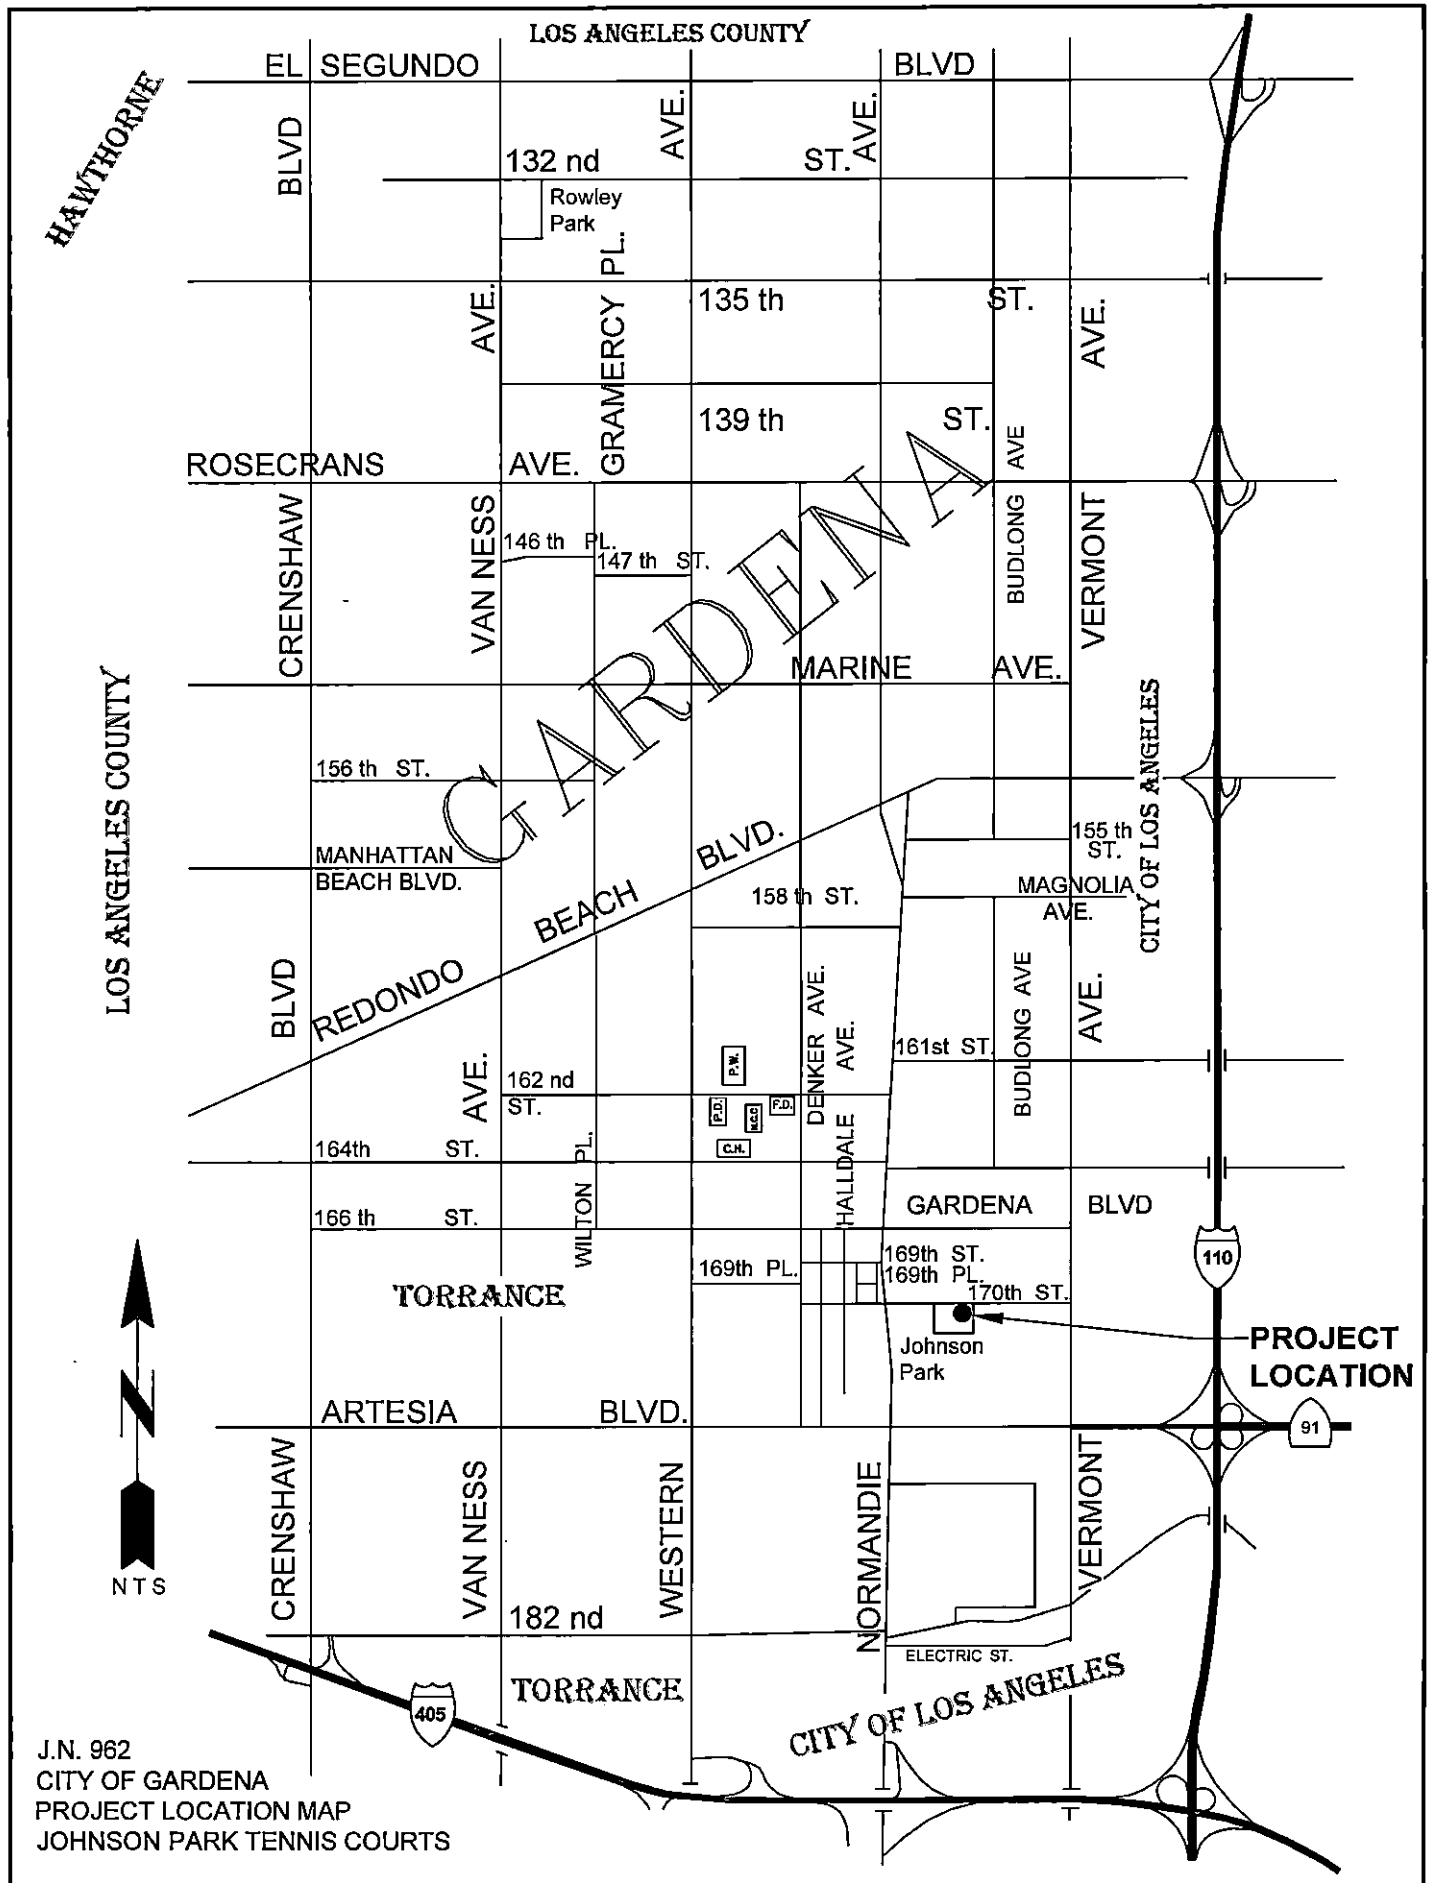 LOS ANGELES COUNTY
EL SEGUNDO BLVD
HAWTHORNE
BLVD
AVE.
AVE.
132 nd ST.
Rowley
Park
AVE.
GRAMERCY PL.
135 th ST.
AVE.
139 th ST.
ROSECRANS AVE.
GARDENA
BUDLONG AVE
CRENSHAW
VAN NESS
146 th PL.
147 th ST.
VERMONT
MARINE AVE.
LOS ANGELES COUNTY
CITY OF LOS ANGELES
156 th ST.
155 th
ST.
MANHATTAN
BEACH BLVD.
REDONDO BEACH BLVD.
158 th ST.
MAGNOLIA
AVE.
BLVD
DENKER AVE.
HALLDALE AVE.
BUDLONG AVE
AVE.
161st ST.
AVE.
162 nd
ST.
P.W.
P.D.
N.C.C
F.D.
C.H.
164th ST.
WILTON PL.
GARDENA BLVD
166 th ST.
169th PL.
169th ST.
169th PL.
170th ST.
110
TORRANCE
Johnson
Park
PROJECT
LOCATION
N
ARTESIA BLVD.
91
CRENSHAW
VAN NESS
WESTERN
NORMANDIE
VERMONT
NTS
182 nd
ELECTRIC ST.
TORRANCE
405
CITY OF LOS ANGELES
J.N. 962
CITY OF GARDENA
PROJECT LOCATION MAP
JOHNSON PARK TENNIS COURTS